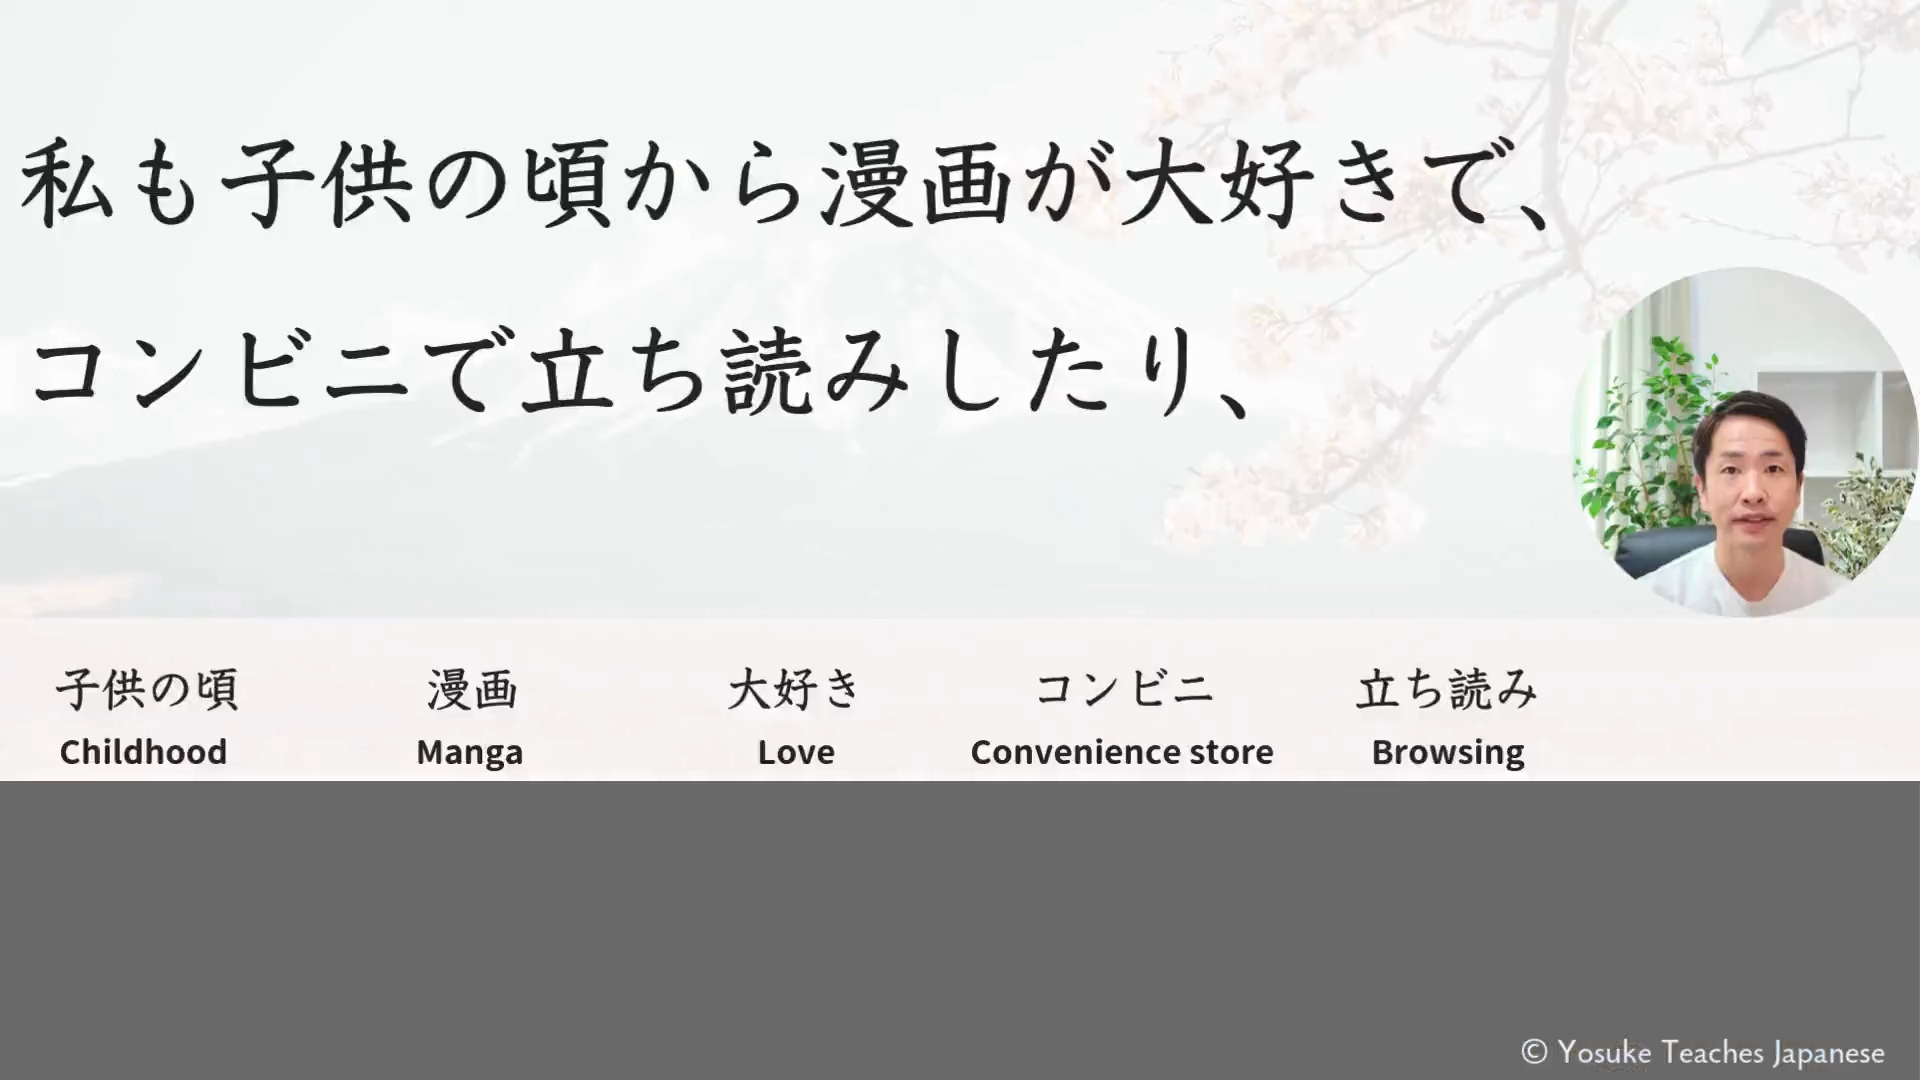 私も子供の頃から漫画が大好きで、
コンビニで立ち読みしたり、
子供の頃 漫画 大好き コンビニ 立ち読み
Childhood Manga Love Convenience store Browsing
© Yosuke Teaches Japanese